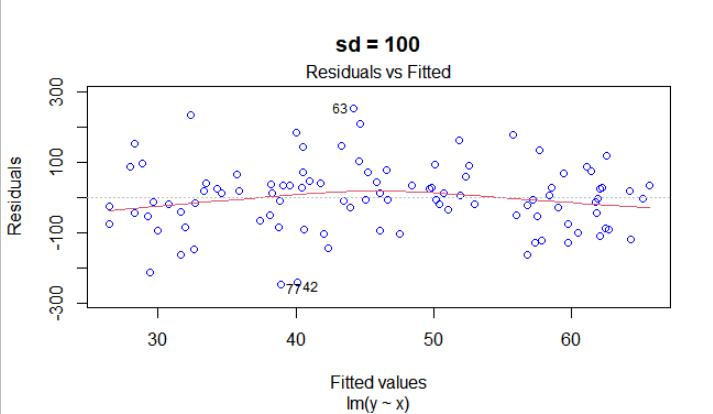 sd = 100
Residuals vs Fitted
300
100
-100
-300
Residuals
63
77 42
30
40
50
60
Fitted values
lm(y ~ x)